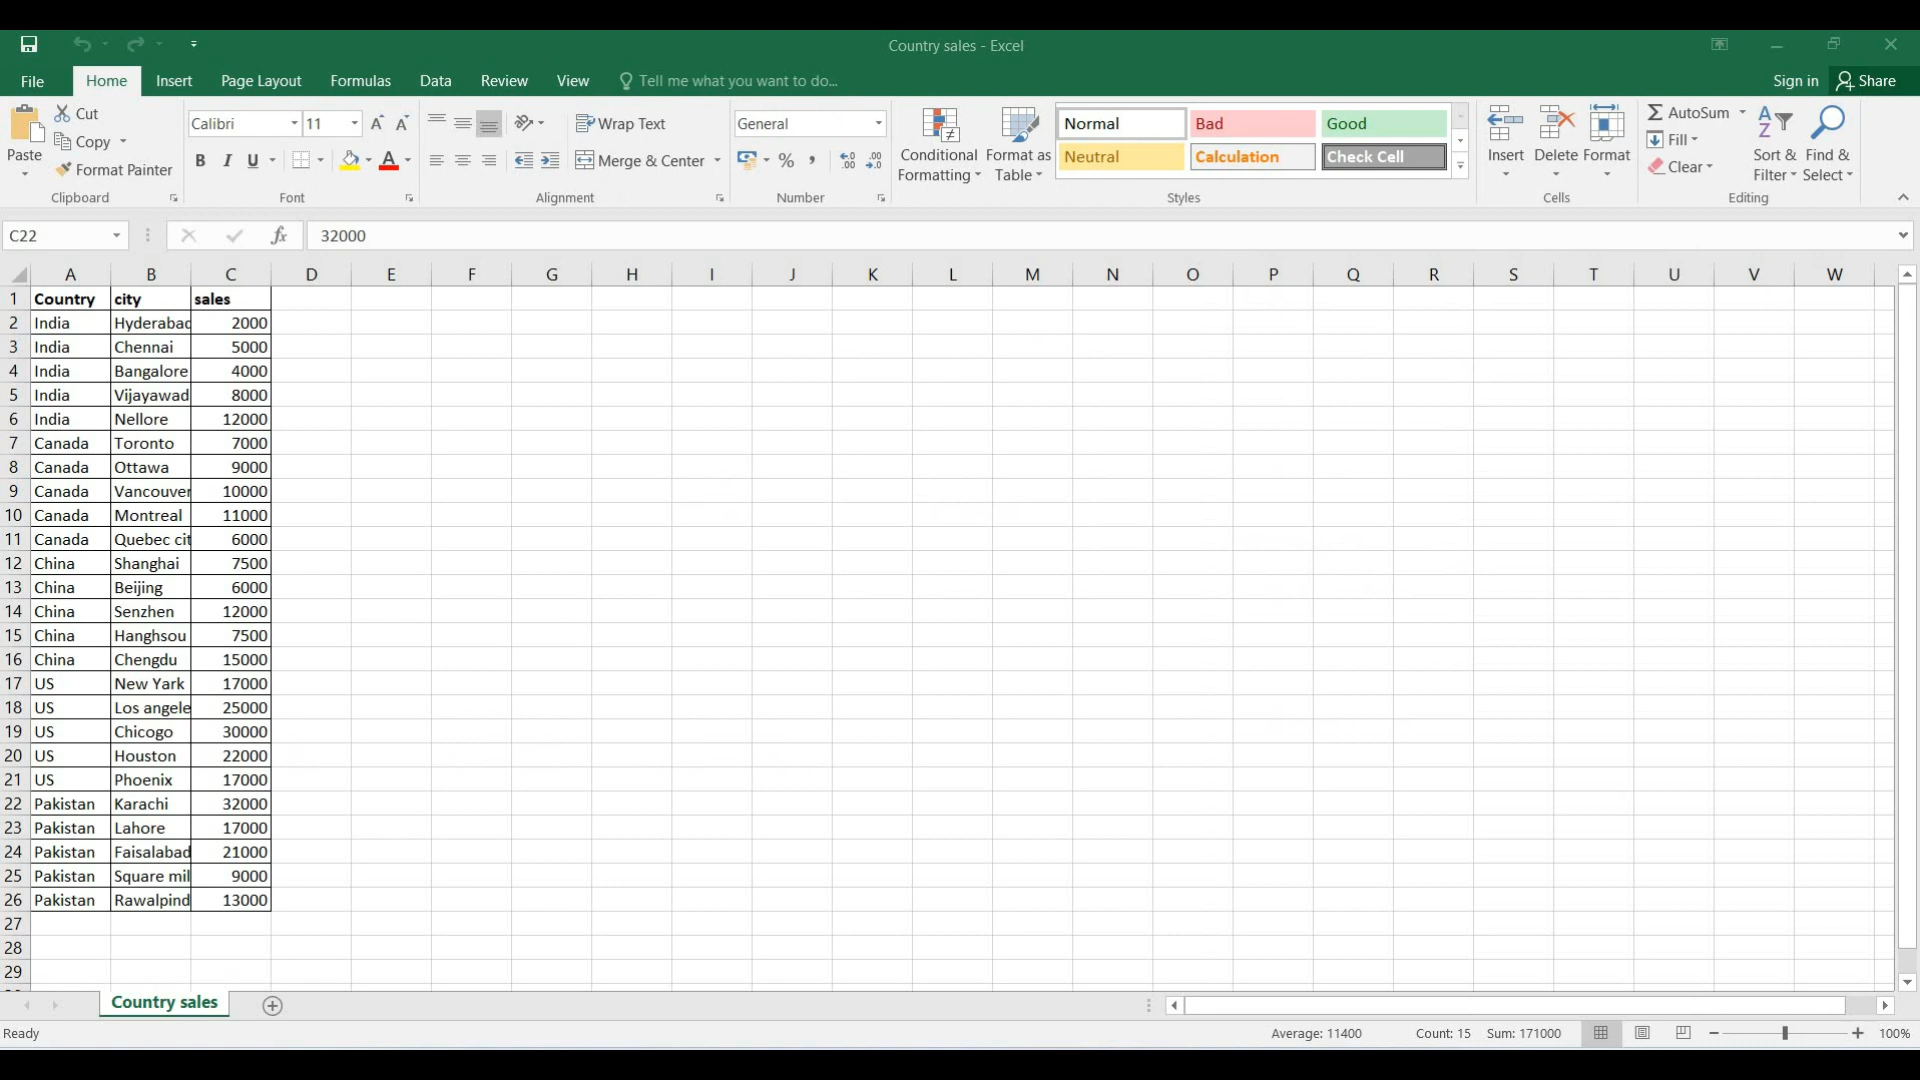 Country sales - Excel
File Home Insert Page Layout Formulas Data Review View Tell me what you want to do... Sign in Share
Paste Cut Copy Format Painter Clipboard
Calibri 11 B I U A Font
Wrap Text Merge & Center Alignment
General % , Number
Conditional Formatting Format as Table
Normal Bad Good
Neutral Calculation Check Cell
Styles
Insert Delete Format Cells
AutoSum Fill Clear Sort & Filter Find & Select Editing
C22 fx 32000
A B C D E F G H I J K L M N O P Q R S T U V W
1 Country city sales
2 India Hyderabad 2000
3 India Chennai 5000
4 India Bangalore 4000
5 India Vijayawad 8000
6 India Nellore 12000
7 Canada Toronto 7000
8 Canada Ottawa 9000
9 Canada Vancouver 10000
10 Canada Montreal 11000
11 Canada Quebec cit 6000
12 China Shanghai 7500
13 China Beijing 6000
14 China Senzhen 12000
15 China Hanghsou 7500
16 China Chengdu 15000
17 US New Yark 17000
18 US Los angele 25000
19 US Chicogo 30000
20 US Houston 22000
21 US Phoenix 17000
22 Pakistan Karachi 32000
23 Pakistan Lahore 17000
24 Pakistan Faisalabad 21000
25 Pakistan Square mil 9000
26 Pakistan Rawalpind 13000
27
28
29
Country sales
Ready Average: 11400 Count: 15 Sum: 171000 100%